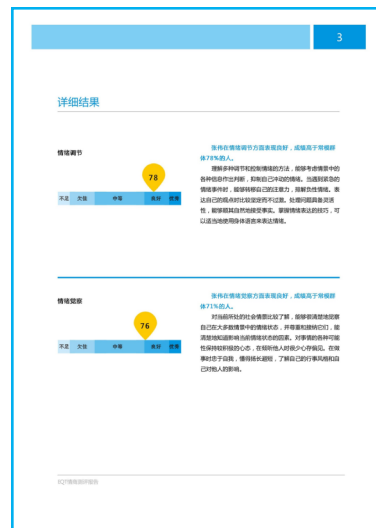 3
详细结果
情绪调节
78
不足 欠佳 中等 良好 优秀
张伟在情绪调节方面表现良好，成绩高于常模群
体78%的人。
理解多种调节和控制情绪的方法，能够考虑情景中的
各种信息作出判断，抑制自己冲动的情绪。当遇到紧急的
情绪事件时，能够转移自己的注意力，排解负性情绪。表
达自己的观点时比较坚定而不过激。处理问题具备灵活
性，能够顺其自然地接受事实。掌握情绪表达的技巧，可
以适当地使用身体语言来表达情绪。
情绪觉察
76
不足 欠佳 中等 良好 优秀
张伟在情绪觉察方面表现良好，成绩高于常模群
体71%的人。
对当前所处的社会情景比较了解，能够很清楚地觉察
自己在大多数情景中的情绪状态，并尊重和接纳它们，能
清楚地知道影响当前情绪状态的因素。对事情的各种可能
性保持较积极的心态，在倾听他人时很少心存偏见。在做
事时忠于自我，懂得扬长避短，了解自己的行事风格和自
己对他人的影响。
EQT情商测评报告